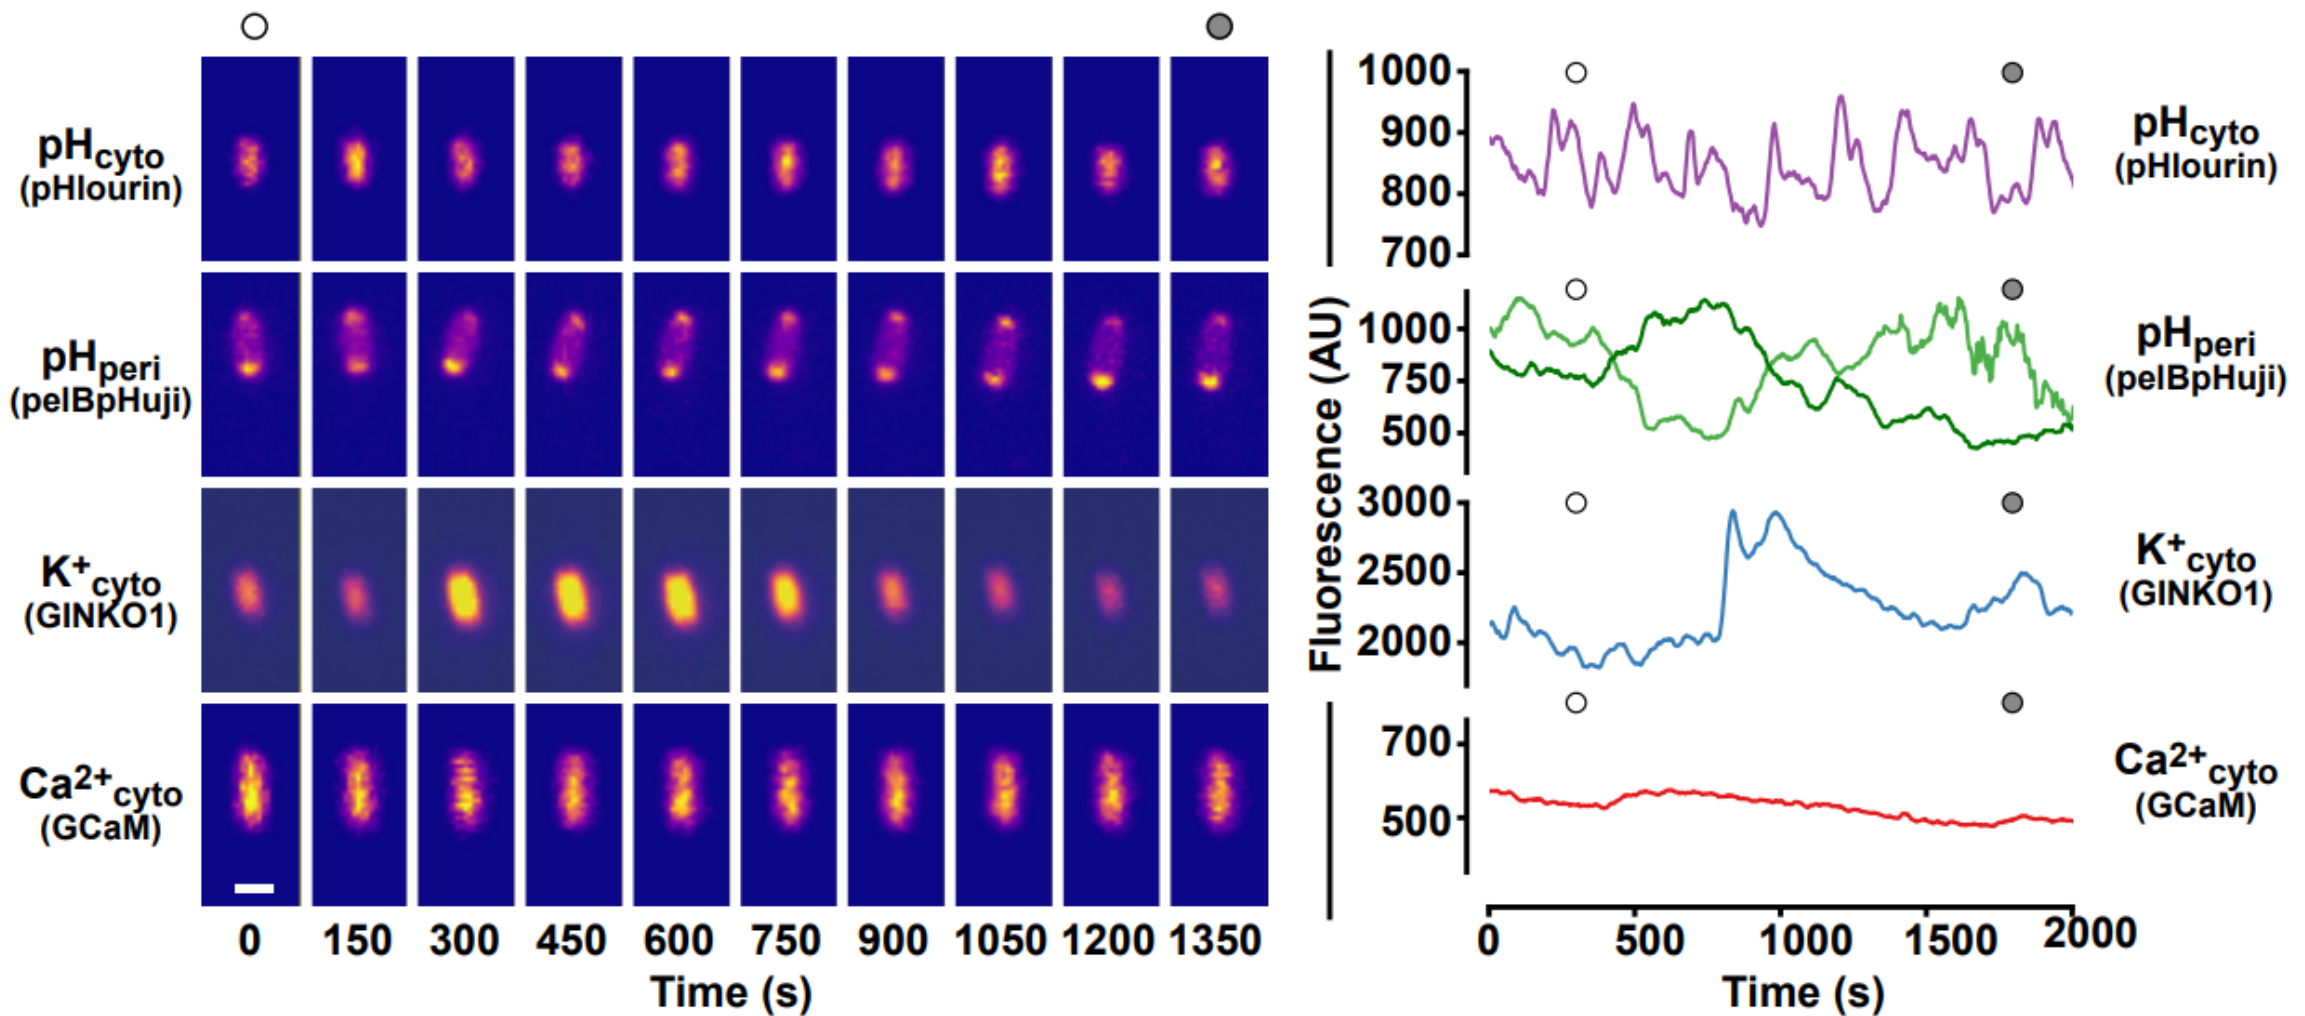 pHcyto
(pHlourin)
pHperi
(pelBpHuji)
K+cyto
(GINKO1)
Ca2+cyto
(GCaM)
0 150 300 450 600 750 900 1050 1200 1350
Time (s)
Fluorescence (AU)
1000
900
800
700
pHcyto
(pHlourin)
1000
750
500
pHperi
(pelBpHuji)
3000
2500
2000
K+cyto
(GINKO1)
700
500
Ca2+cyto
(GCaM)
0 500 1000 1500 2000
Time (s)